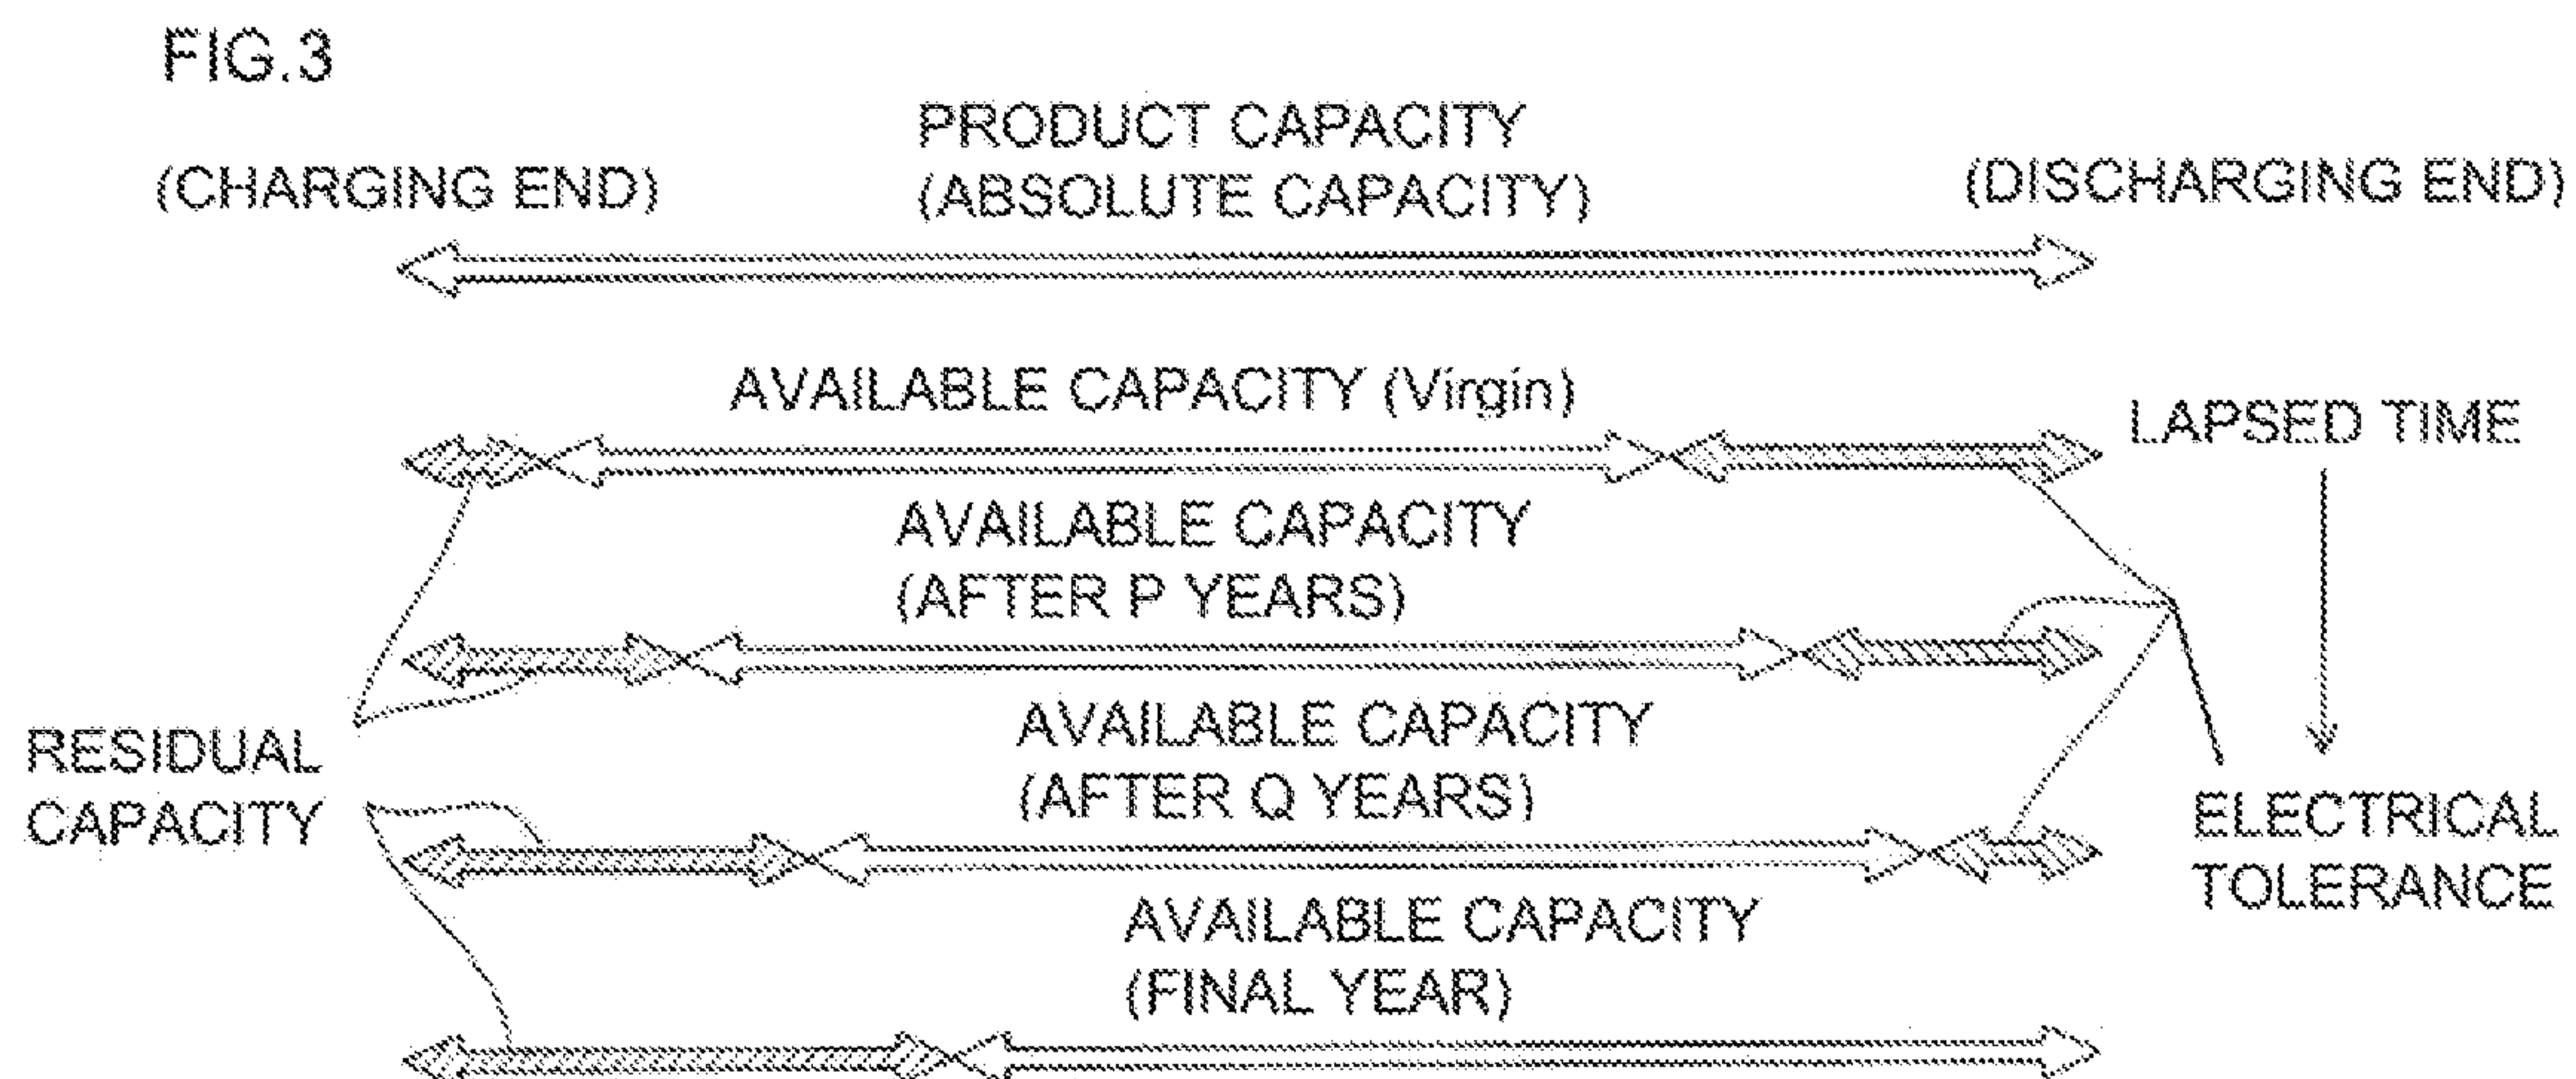 FIG.3
PRODUCT CAPACITY
(CHARGING END)
(ABSOLUTE CAPACITY)
(DISCHARGING END)
AVAILABLE CAPACITY (Virgin)
LAPSED TIME
AVAILABLE CAPACITY
(AFTER P YEARS)
AVAILABLE CAPACITY
(AFTER Q YEARS)
RESIDUAL
CAPACITY
ELECTRICAL
TOLERANCE
AVAILABLE CAPACITY
(FINAL YEAR)